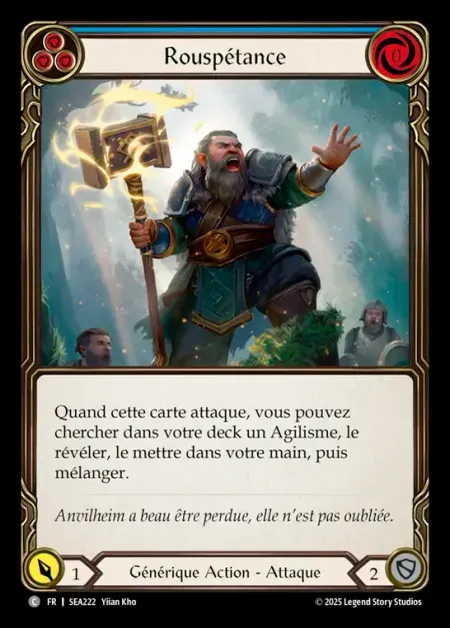 Rouspétance
0
Quand cette carte attaque, vous pouvez
chercher dans votre deck un Agilisme, le
révéler, le mettre dans votre main, puis
mélanger.
Anvilheim a beau être perdue, elle n'est pas oubliée.
1
Générique Action - Attaque
2
C FR | SEA222 Yiian Kho
© 2025 Legend Story Studios